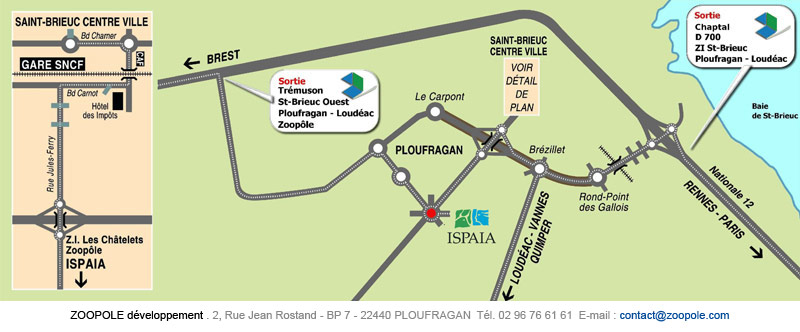 SAINT-BRIEUC CENTRE VILLE
Bd Charner
GARE SNCF
Bd Carnot
Hôtel
des Impôts
Rue Jules-Ferry
Z.I. Les Châtelets
Zoopôle
ISPAIA
BREST
Sortie
Trémuson
St-Brieuc Ouest
Ploufragan - Loudéac
Zoopôle
SAINT-BRIEUC
CENTRE VILLE
VOIR
DÉTAIL
DE
PLAN
Le Carpont
PLOUFRAGAN
Brézillet
ISPAIA
LOUDÉAC - VANNES
QUIMPER
Rond-Point
des Gallois
Sortie
Chaptal
D 700
ZI St-Brieuc
Ploufragan - Loudéac
Baie
de St-Brieuc
Nationale 12
RENNES - PARIS
ZOOPOLE développement . 2, Rue Jean Rostand - BP 7 - 22440 PLOUFRAGAN Tél. 02 96 76 61 61 E-mail : contact@zoopole.com